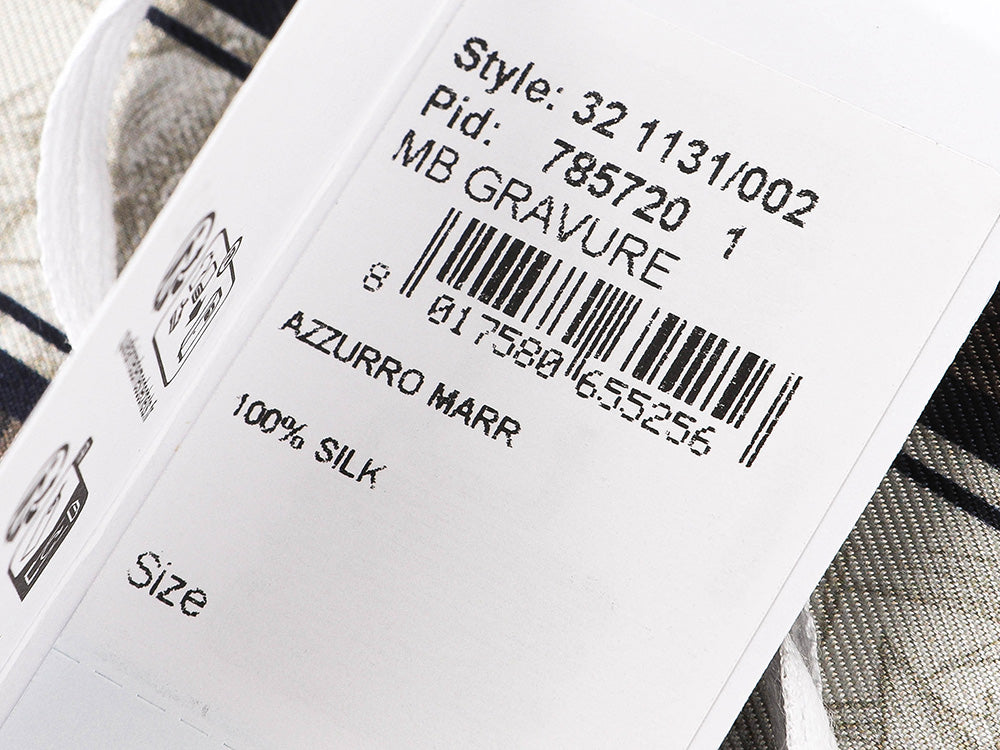 Style: 32 1131/002
Pid: 785720 1
MB GRAVURE
8 017580 655256
AZZURRO MARR
100% SILK
Size